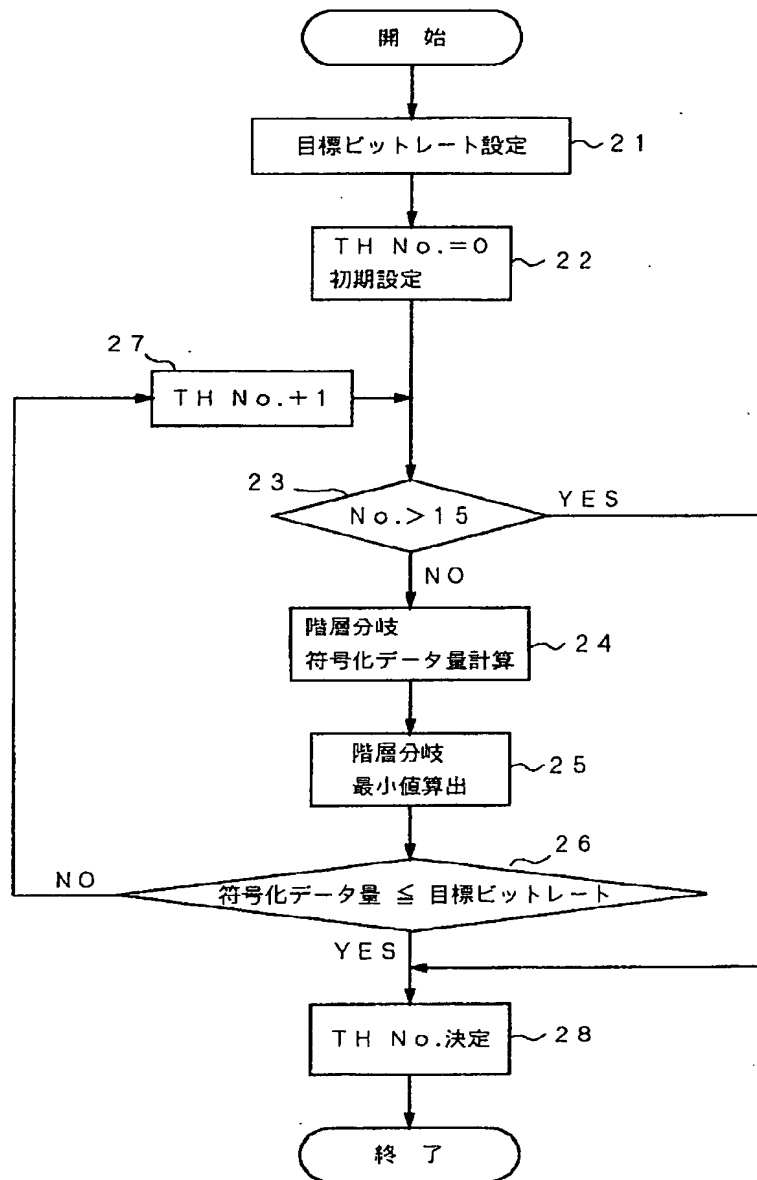 開始
目標ビットレート設定
21
TH No.=0
初期設定
22
27
TH No.+1
23
No.>15
YES
NO
階層分岐
符号化データ量計算
24
階層分岐
最小値算出
25
26
NO
符号化データ量 ≦ 目標ビットレート
YES
TH No.決定
28
終了